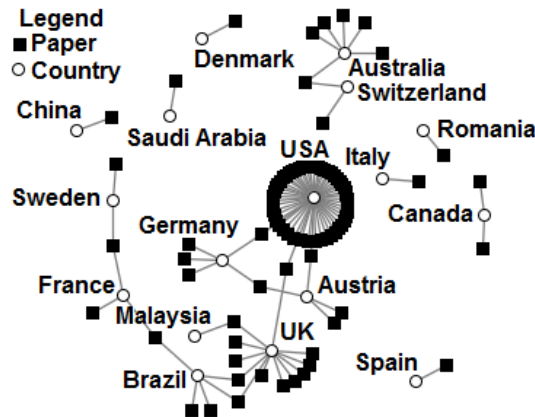 Legend
Paper
Country
Denmark
Australia
Switzerland
China
Saudi Arabia
USA
Italy
Romania
Sweden
Germany
Canada
France
Malaysia
Austria
UK
Brazil
Spain